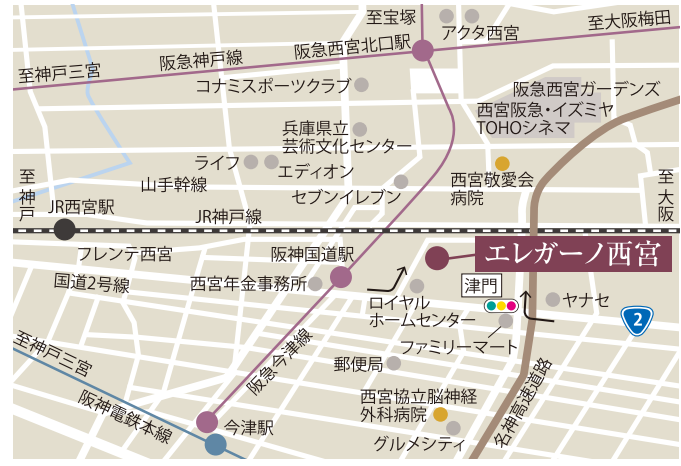 至宝塚
アクタ西宮
至大阪梅田
阪急西宮北口駅
阪急神戸線
至神戸三宮
コナミスポーツクラブ
阪急西宮ガーデンズ
西宮阪急・イズミヤ
TOHOシネマ
兵庫県立
芸術文化センター
ライフ
エディオン
山手幹線
セブンイレブン
西宮敬愛会
病院
至神戸
至大阪
JR西宮駅
JR神戸線
フレンテ西宮
阪神国道駅
エレガーノ西宮
国道2号線
西宮年金事務所
津門
ロイヤル
ホームセンター
ヤナセ
2
ファミリーマート
至神戸三宮
阪急今津線
郵便局
阪神電鉄本線
西宮協立脳神経
外科病院
名神高速道路
今津駅
グルメシティ